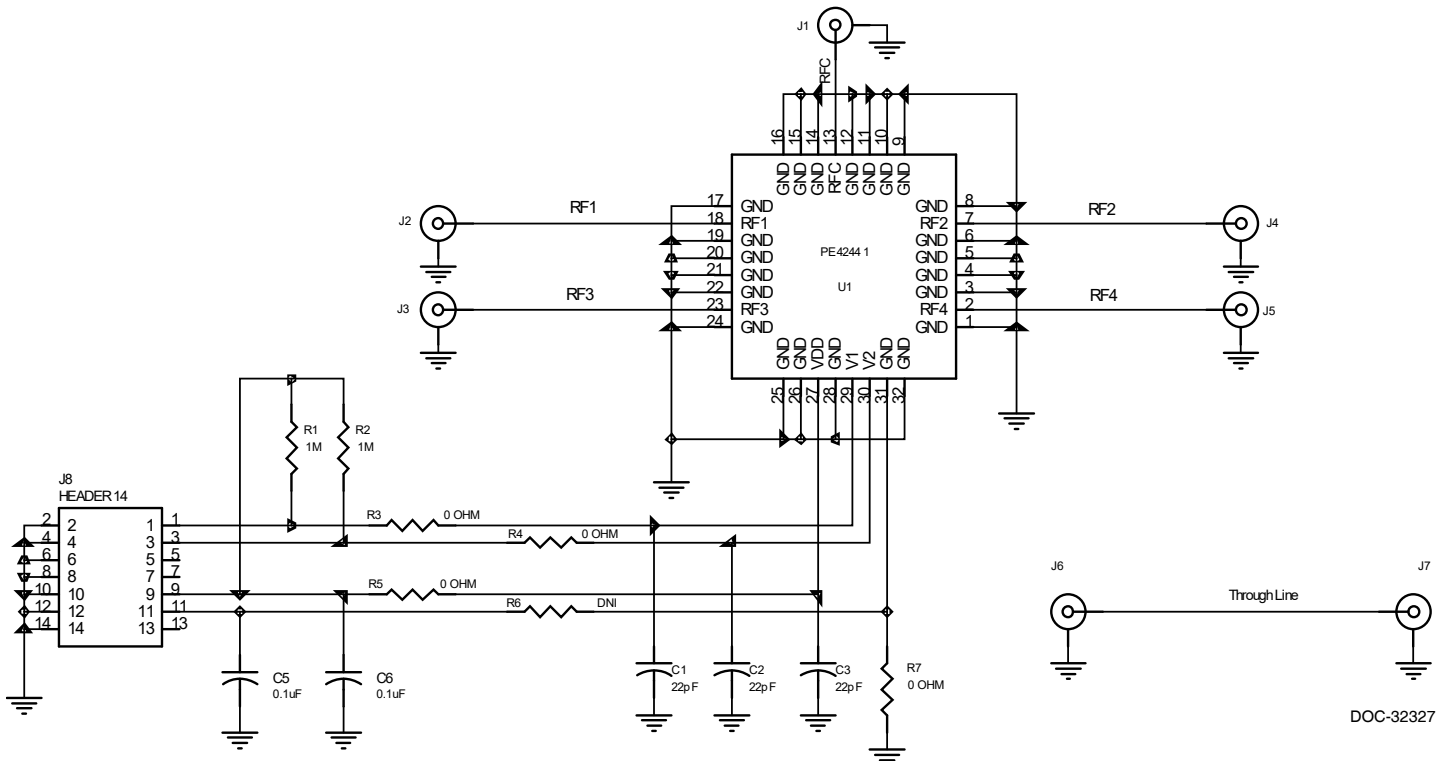 J1
RFC
16
15
14
13
12
11
10
9
GND
GND
GND
RFC
GND
GND
GND
GND
17 GND GND 8
J2 RF1 18 RF1 RF2 7 RF2 J4
19 GND GND 6
20 GND GND 5
PE42441
21 GND GND 4
22 GND U1 GND 3
J3 RF3 23 RF3 RF4 2 RF4 J5
24 GND GND 1
GND
GND
VDD
GND
V1
V2
GND
GND
25
26
27
28
29
30
31
32
R1
1M
R2
1M
J8
HEADER 14
2 2 1 1 R3 0 OHM
4 4 3 3 R4 0 OHM
6 6 5 5
8 8 7 7
10 10 9 9 R5 0 OHM
12 12 11 11 R6 DNI
14 14 13 13
C5
0.1uF
C6
0.1uF
C1
22pF
C2
22pF
C3
22pF
R7
0 OHM
J6 Through Line J7
DOC-32327